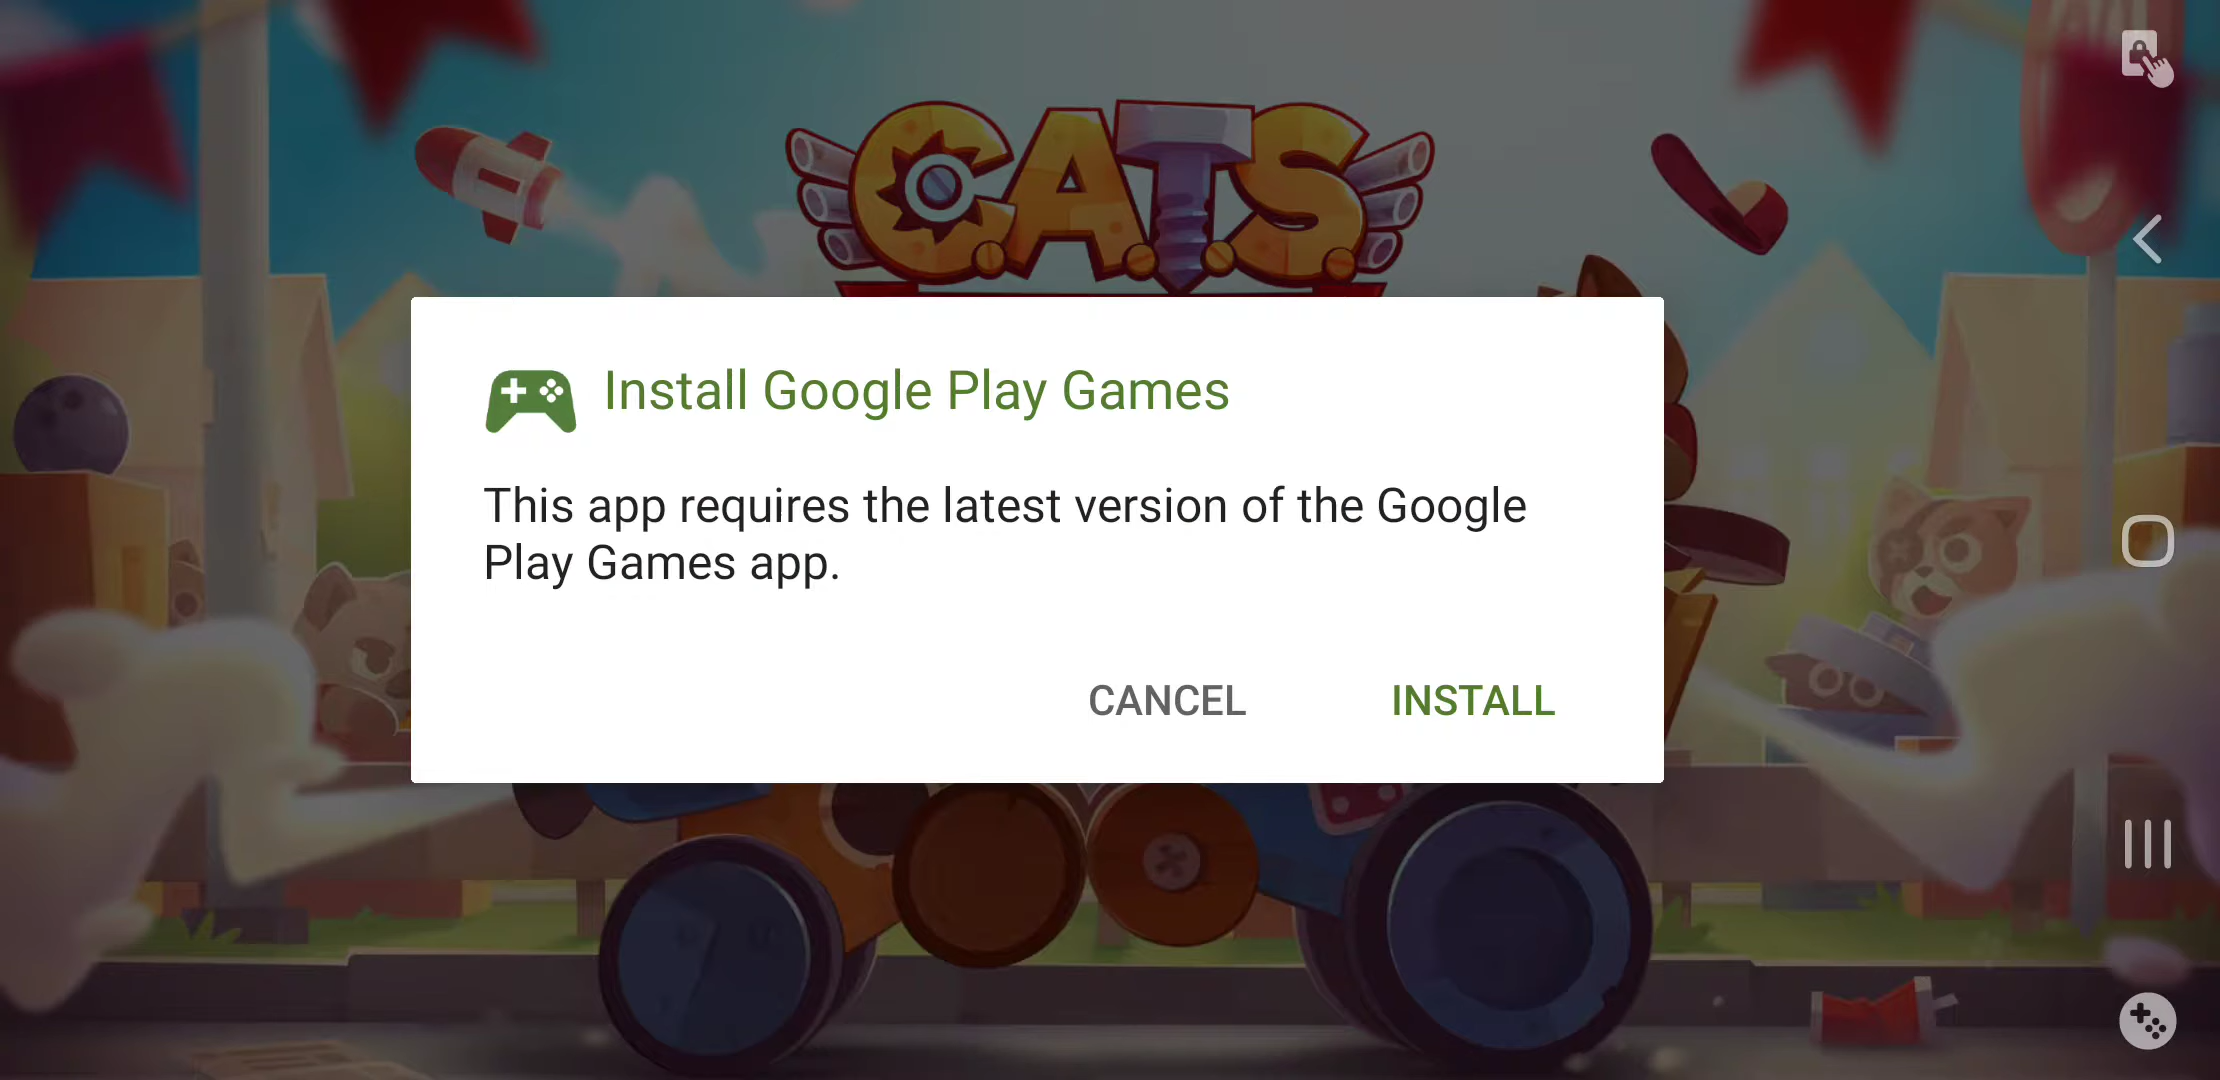 C.A.T.S.
Install Google Play Games
This app requires the latest version of the Google
Play Games app.
CANCEL
INSTALL